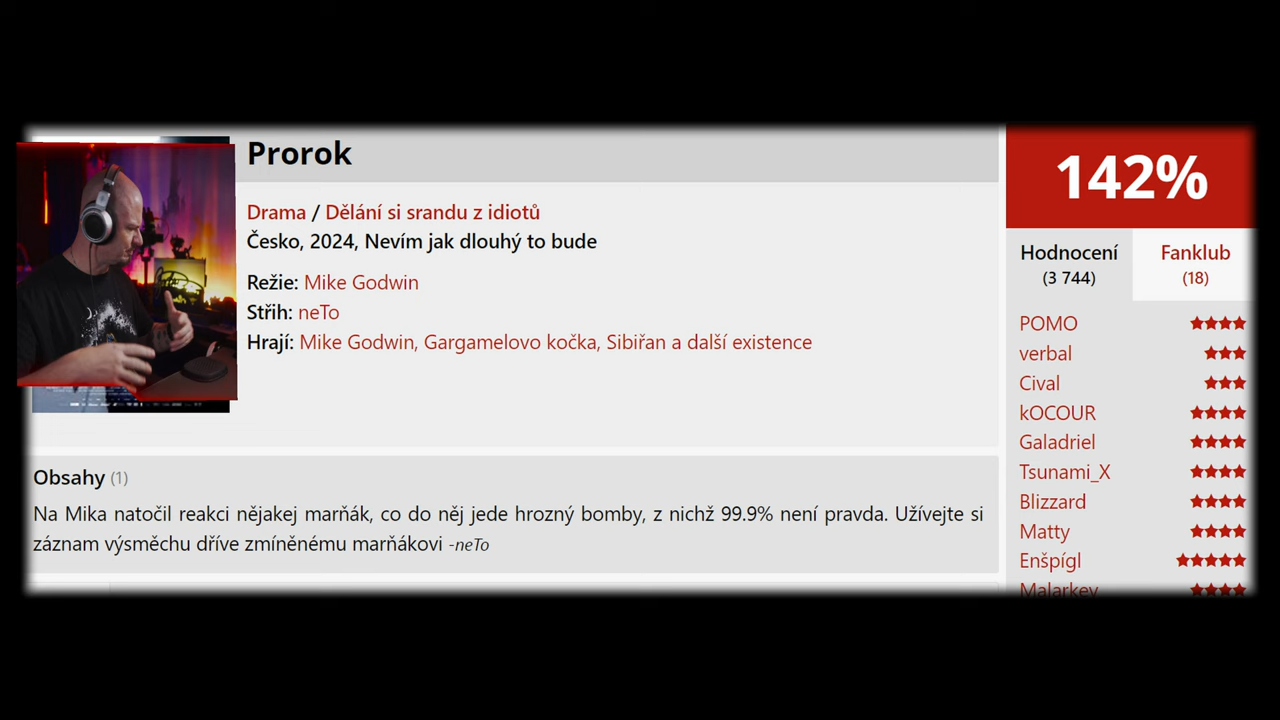 Prorok
Drama / Dělání si srandu z idiotů
Česko, 2024, Nevím jak dlouhý to bude
Režie: Mike Godwin
Střih: neTo
Hrají: Mike Godwin, Gargamelovo kočka, Sibiřan a další existence
Obsahy (1)
Na Mika natočil reakci nějakej marňák, co do něj jede hrozný bomby, z nichž 99.9% není pravda. Užívejte si
záznam výsměchu dříve zmíněnému marňákovi -neTo
142%
Hodnocení
(3 744)
Fanklub
(18)
POMO
verbal
Cival
kOCOUR
Galadriel
Tsunami_X
Blizzard
Matty
Enšpígl
Malarkey